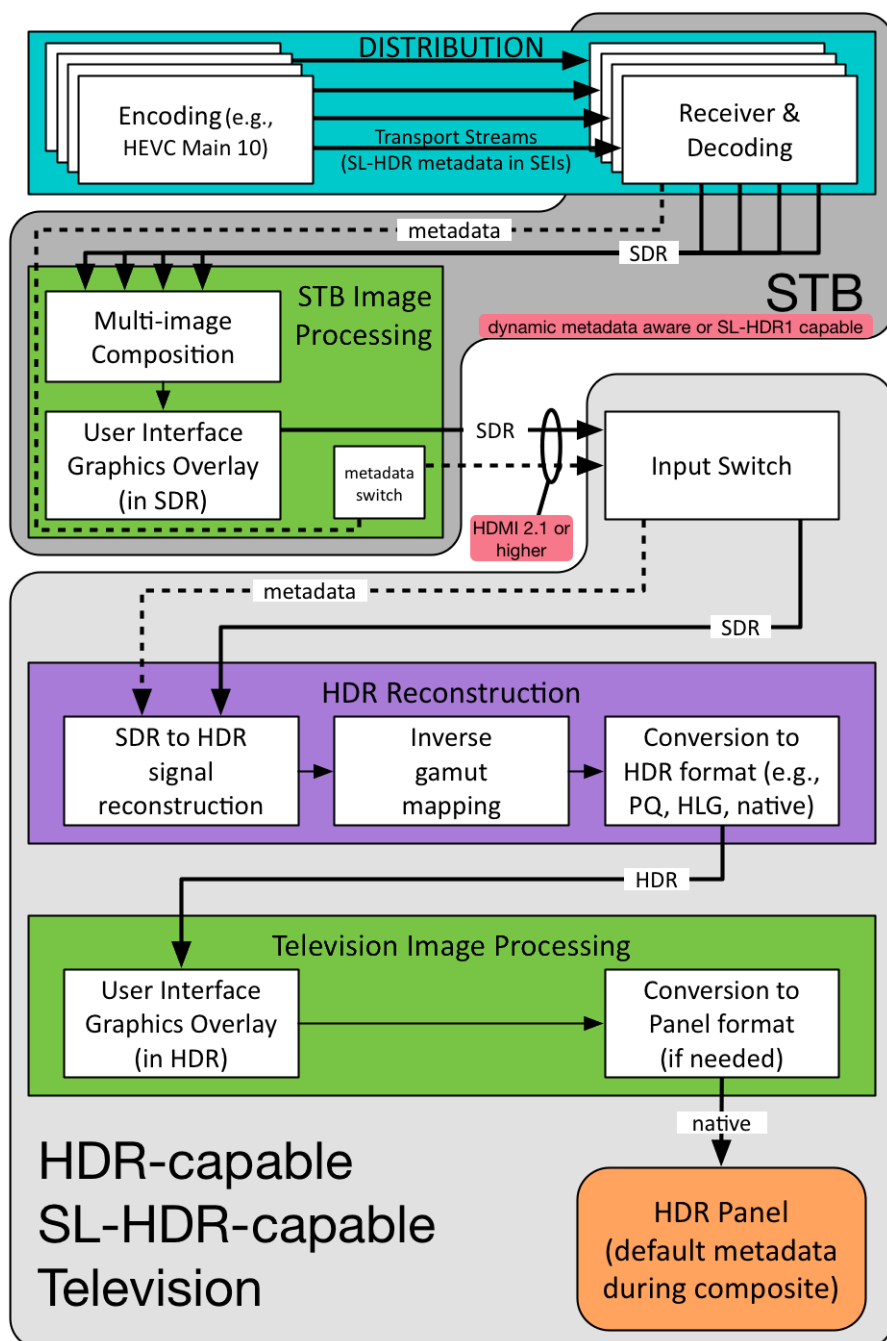 DISTRIBUTION
Encoding (e.g.,
HEVC Main 10)
Transport Streams
(SL-HDR metadata in SEIs)
Receiver &
Decoding
metadata
SDR
STB Image
Processing
STB
dynamic metadata aware or SL-HDR1 capable
Multi-image
Composition
User Interface
Graphics Overlay
(in SDR)
metadata
switch
SDR
HDMI 2.1 or
higher
Input Switch
metadata
SDR
HDR Reconstruction
SDR to HDR
signal
reconstruction
Inverse
gamut
mapping
Conversion to
HDR format (e.g.,
PQ, HLG, native)
HDR
Television Image Processing
User Interface
Graphics Overlay
(in HDR)
Conversion to
Panel format
(if needed)
native
HDR-capable
SL-HDR-capable
Television
HDR Panel
(default metadata
during composite)